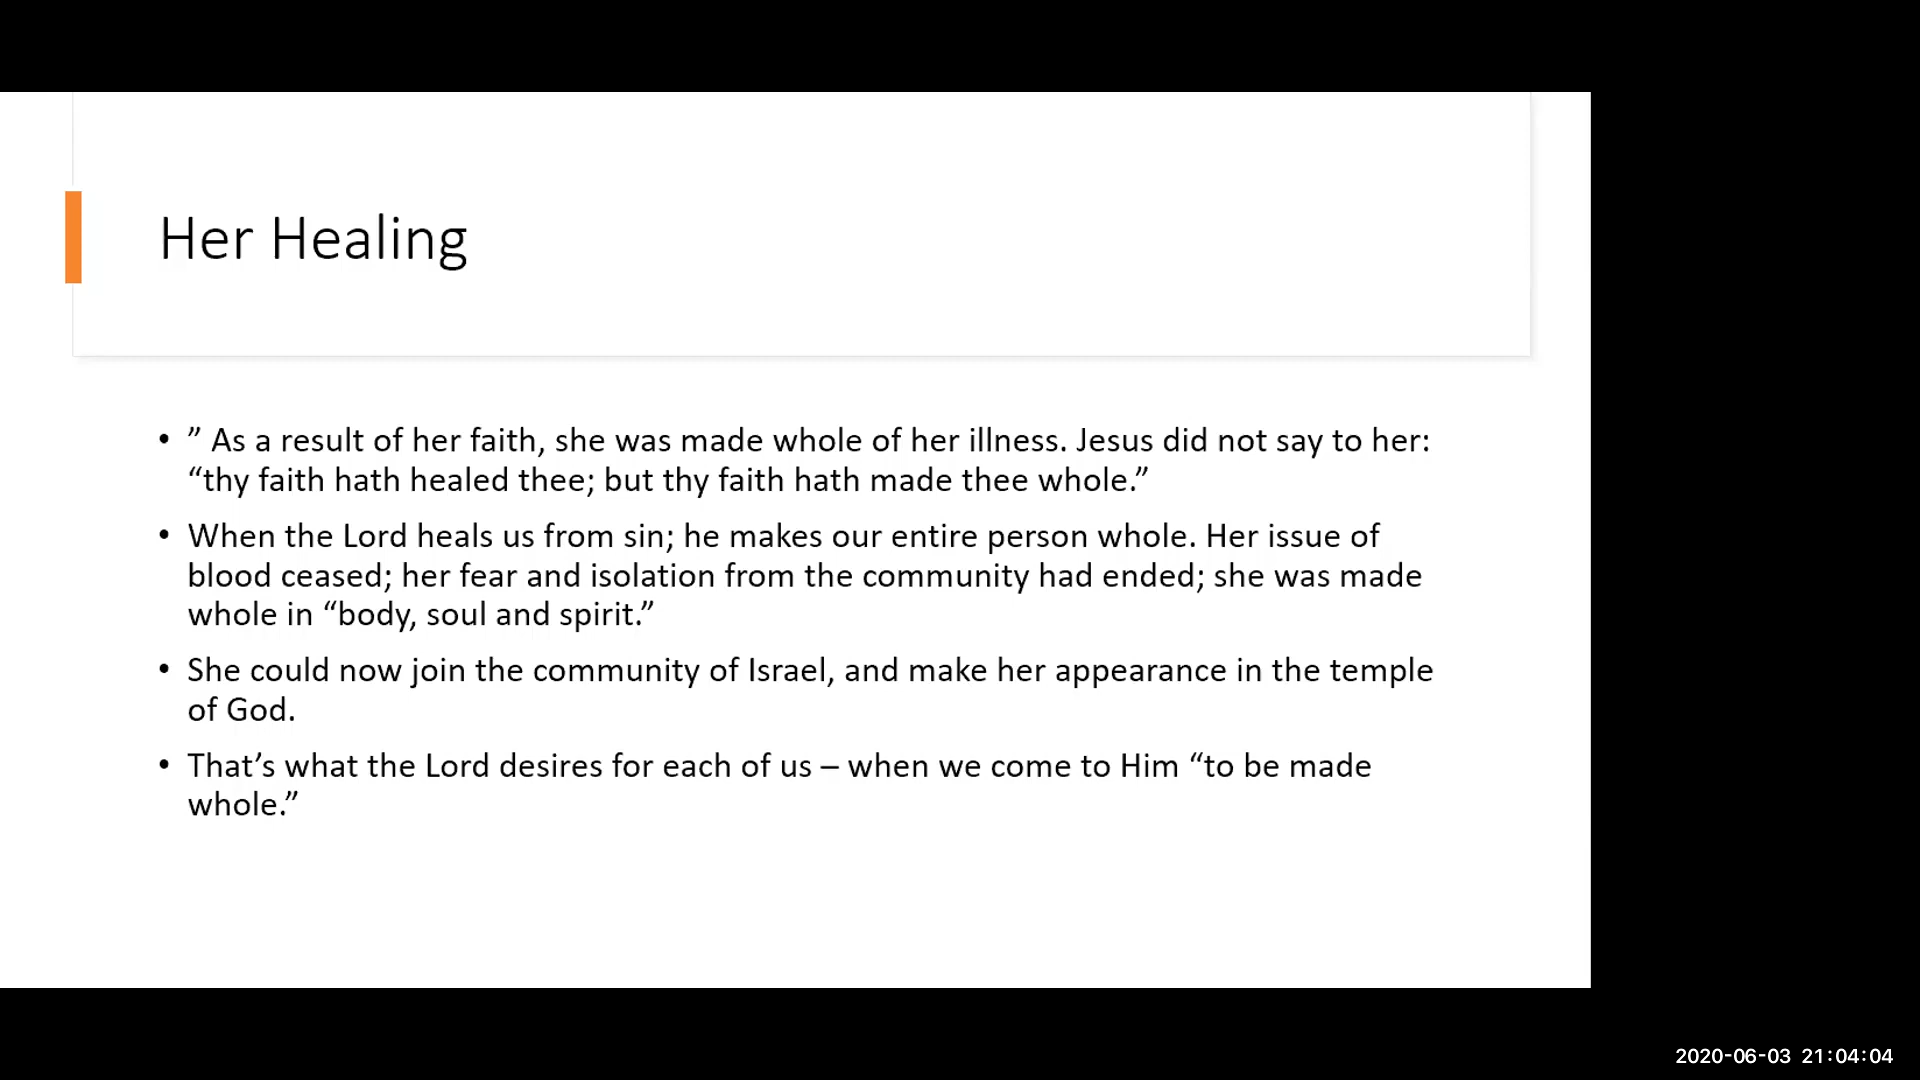 Her Healing
• ” As a result of her faith, she was made whole of her illness. Jesus did not say to her:
“thy faith hath healed thee; but thy faith hath made thee whole.”
• When the Lord heals us from sin; he makes our entire person whole. Her issue of
blood ceased; her fear and isolation from the community had ended; she was made
whole in “body, soul and spirit.”
• She could now join the community of Israel, and make her appearance in the temple
of God.
• That’s what the Lord desires for each of us – when we come to Him “to be made
whole.”
2020-06-03 21:04:04